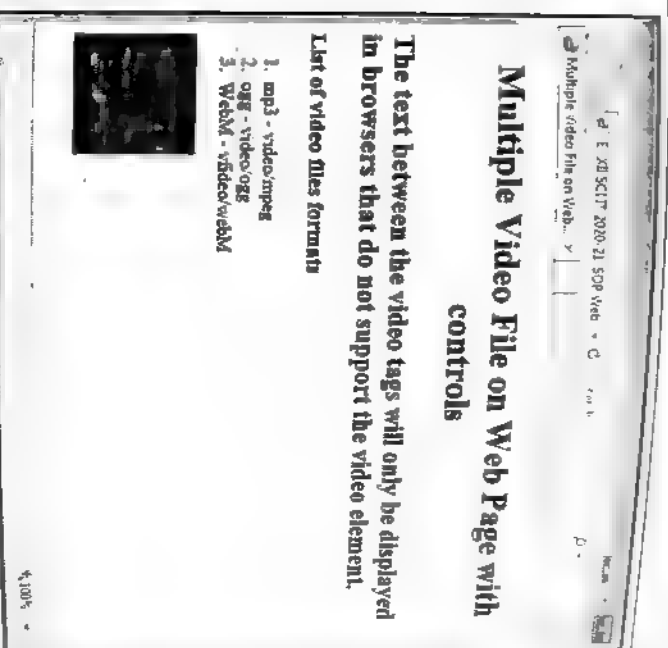 E XII SCI IT 2020-21 SOP Web
Multiple Video File on Web...
Multiple Video File on Web Page with
controls
The text between the video tags will only be displayed
in browsers that do not support the video element.
List of video files formats
1. mp3 - video/mpeg
2. ogg - video/ogg
3. WebM - video/webM
100%